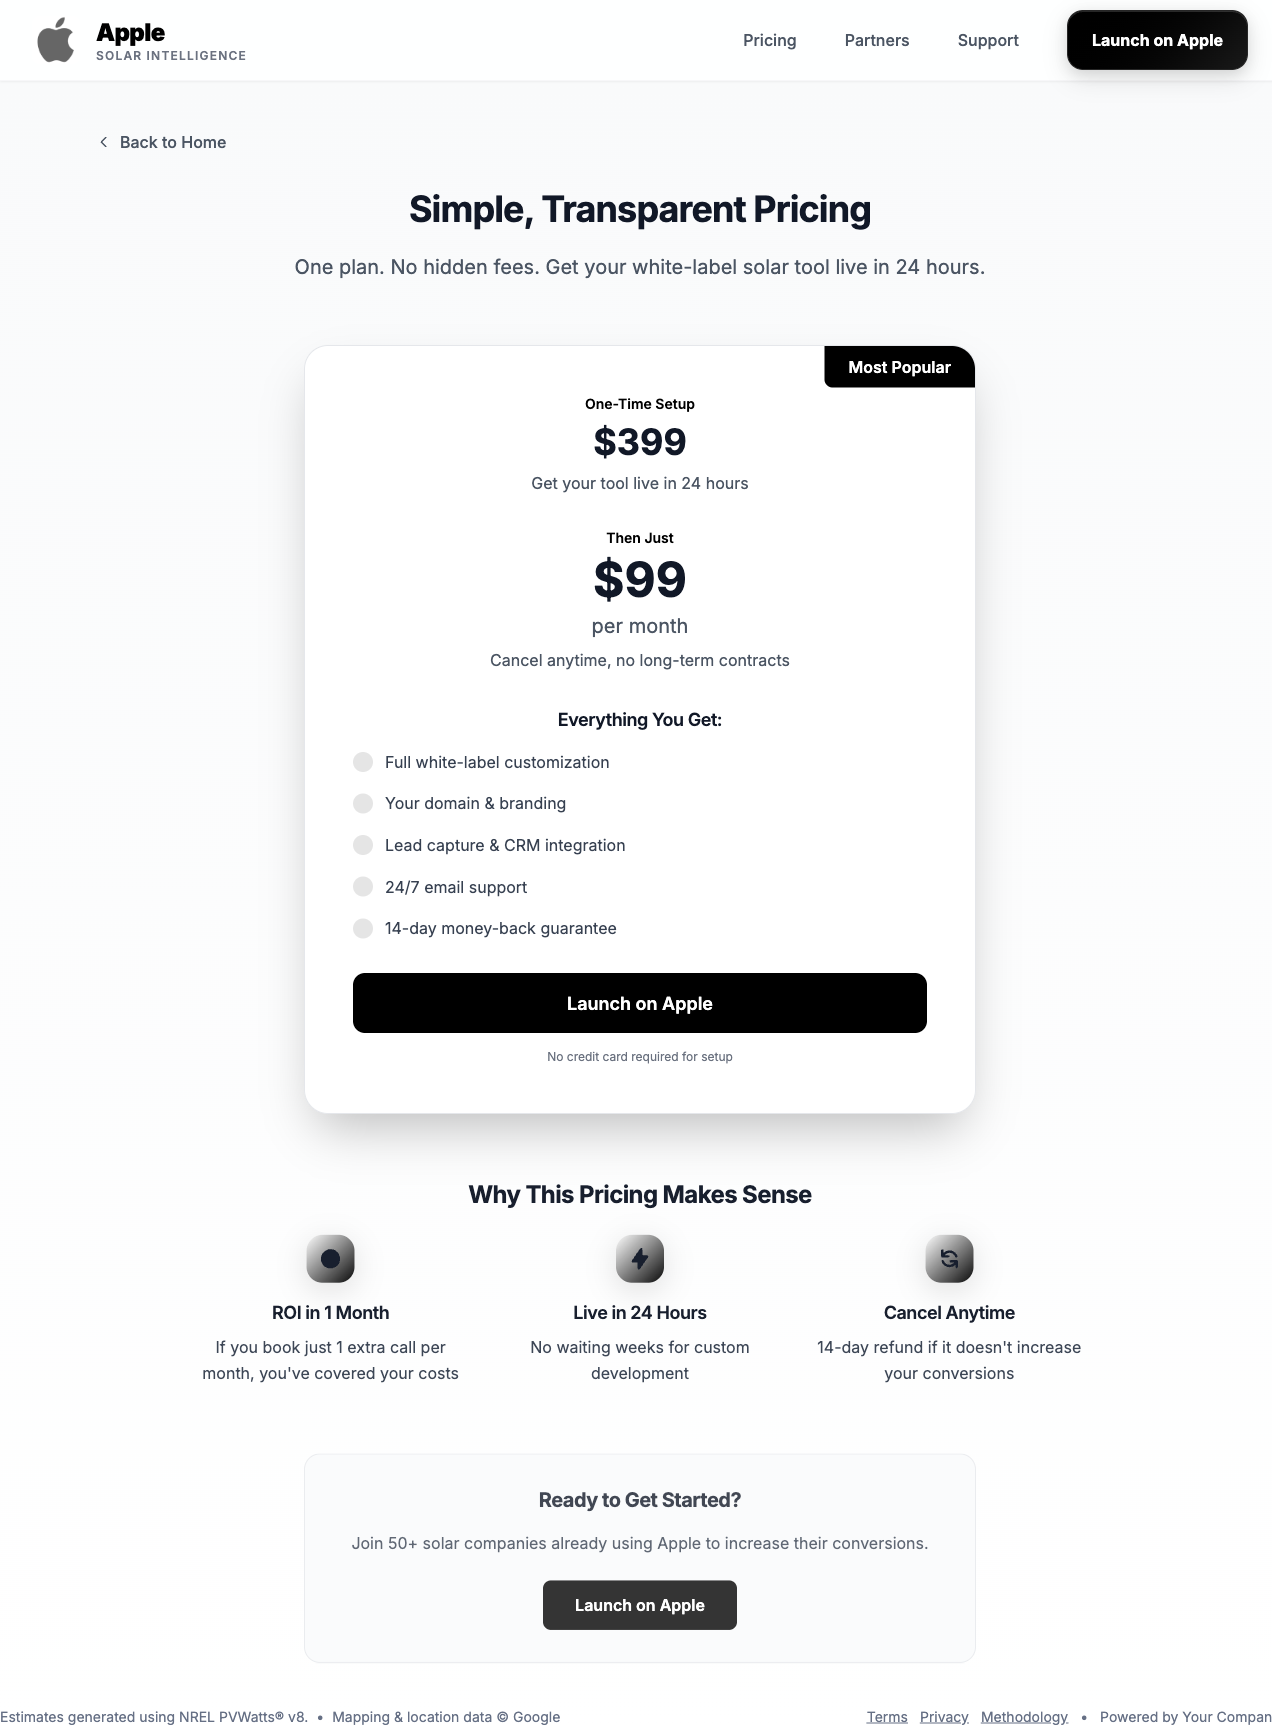 Apple
SOLAR INTELLIGENCE
Pricing
Partners
Support
Launch on Apple
Back to Home
Simple, Transparent Pricing
One plan. No hidden fees. Get your white-label solar tool live in 24 hours.
Most Popular
One-Time Setup
$399
Get your tool live in 24 hours
Then Just
$99
per month
Cancel anytime, no long-term contracts
Everything You Get:
Full white-label customization
Your domain & branding
Lead capture & CRM integration
24/7 email support
14-day money-back guarantee
Launch on Apple
No credit card required for setup
Why This Pricing Makes Sense
ROI in 1 Month
If you book just 1 extra call per
month, you've covered your costs
Live in 24 Hours
No waiting weeks for custom
development
Cancel Anytime
14-day refund if it doesn't increase
your conversions
Ready to Get Started?
Join 50+ solar companies already using Apple to increase their conversions.
Launch on Apple
Estimates generated using NREL PVWatts® v8. • Mapping & location data © Google
Terms Privacy Methodology • Powered by Your Compan